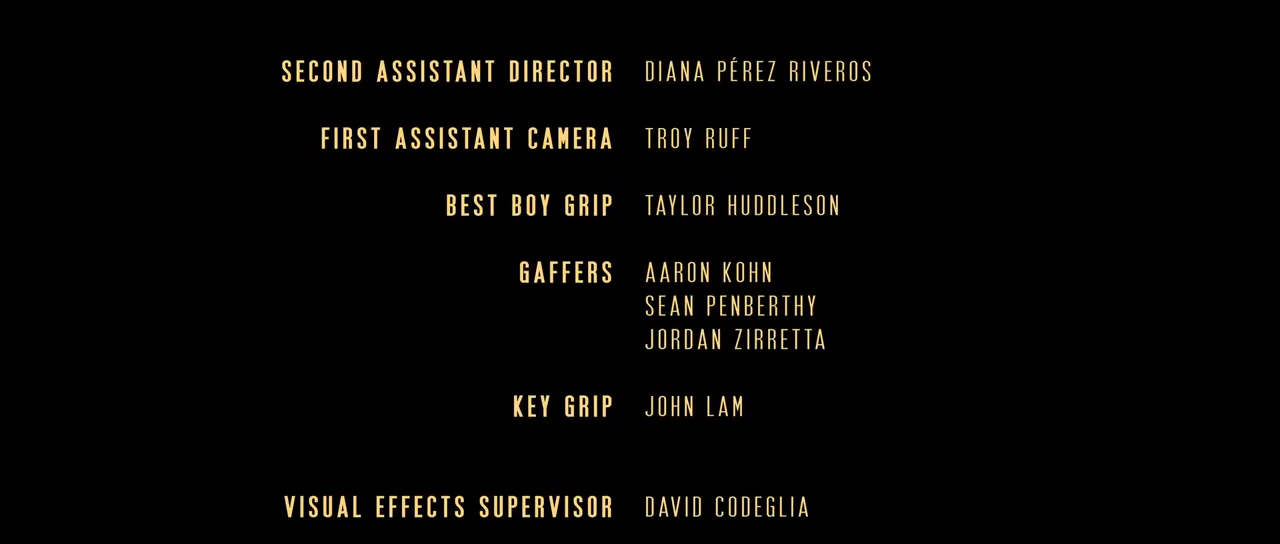 SECOND ASSISTANT DIRECTOR DIANA PÉREZ RIVEROS
FIRST ASSISTANT CAMERA TROY RUFF
BEST BOY GRIP TAYLOR HUDDLESON
GAFFERS AARON KOHN
SEAN PENBERTHY
JORDAN ZIRRETTA
KEY GRIP JOHN LAM
VISUAL EFFECTS SUPERVISOR DAVID CODEGLIA